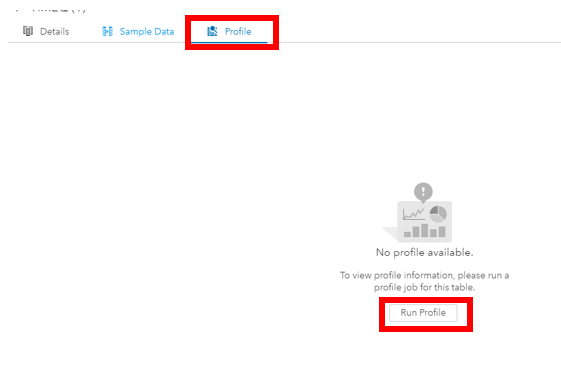 Details
Sample Data
Profile
No profile available.
To view profile information, please run a
profile job for this table.
Run Profile